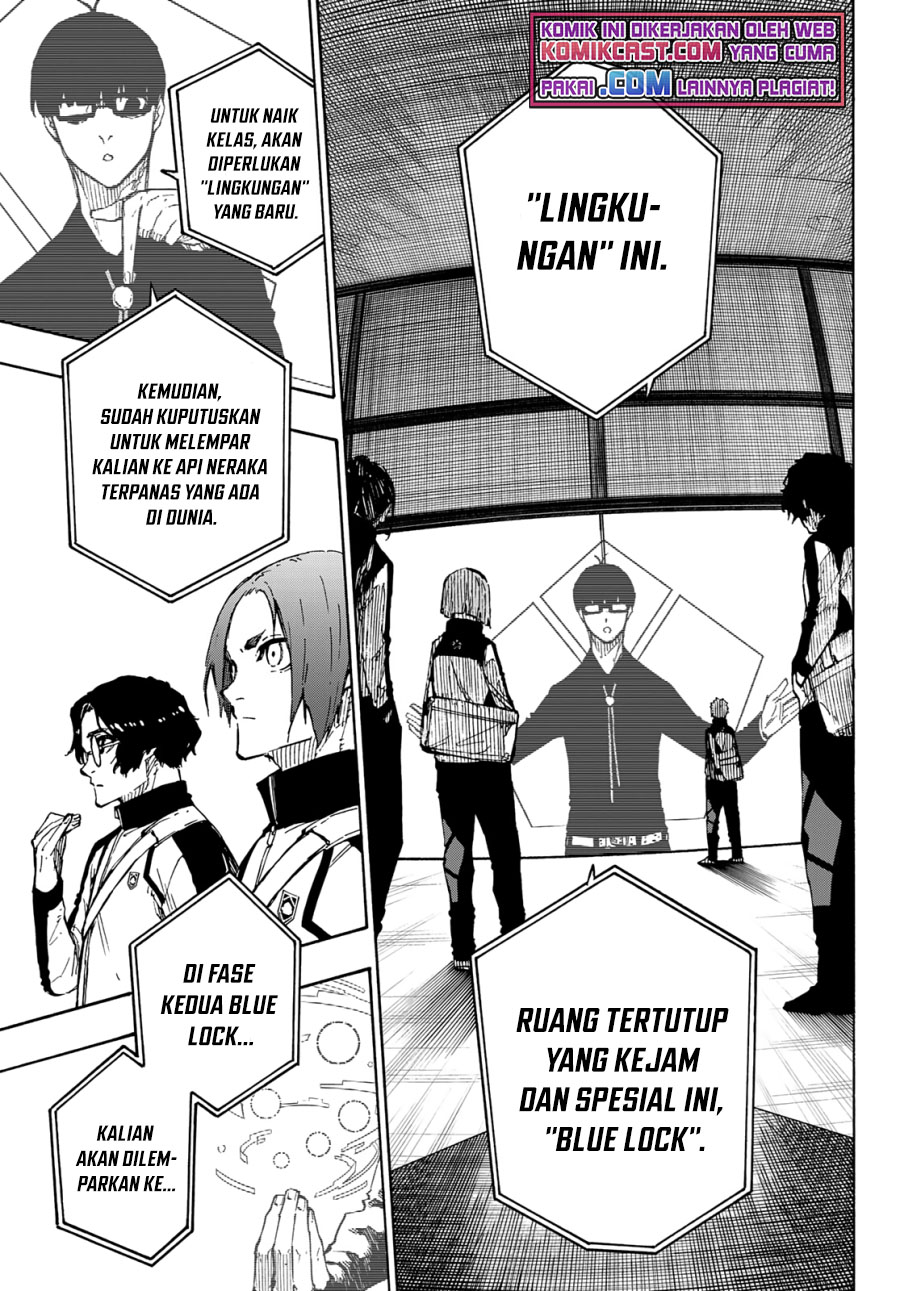 KOMIK INI DIKERJAKAN OLEH WEB
KOMIKCAST.COM YANG CUMA
PAKAI .COM LAINNYA PLAGIAT!
"LINGKU-
NGAN" INI.
RUANG TERTUTUP
YANG KEJAM
DAN SPESIAL INI,
"BLUE LOCK".
UNTUK NAIK
KELAS, AKAN
DIPERLUKAN
"LINGKUNGAN"
YANG BARU.
KEMUDIAN,
SUDAH KUPUTUSKAN
UNTUK MELEMPAR
KALIAN KE API NERAKA
TERPANAS YANG ADA
DI DUNIA.
DI FASE
KEDUA BLUE
LOCK...
KALIAN
AKAN DILEM-
PARKAN KE...